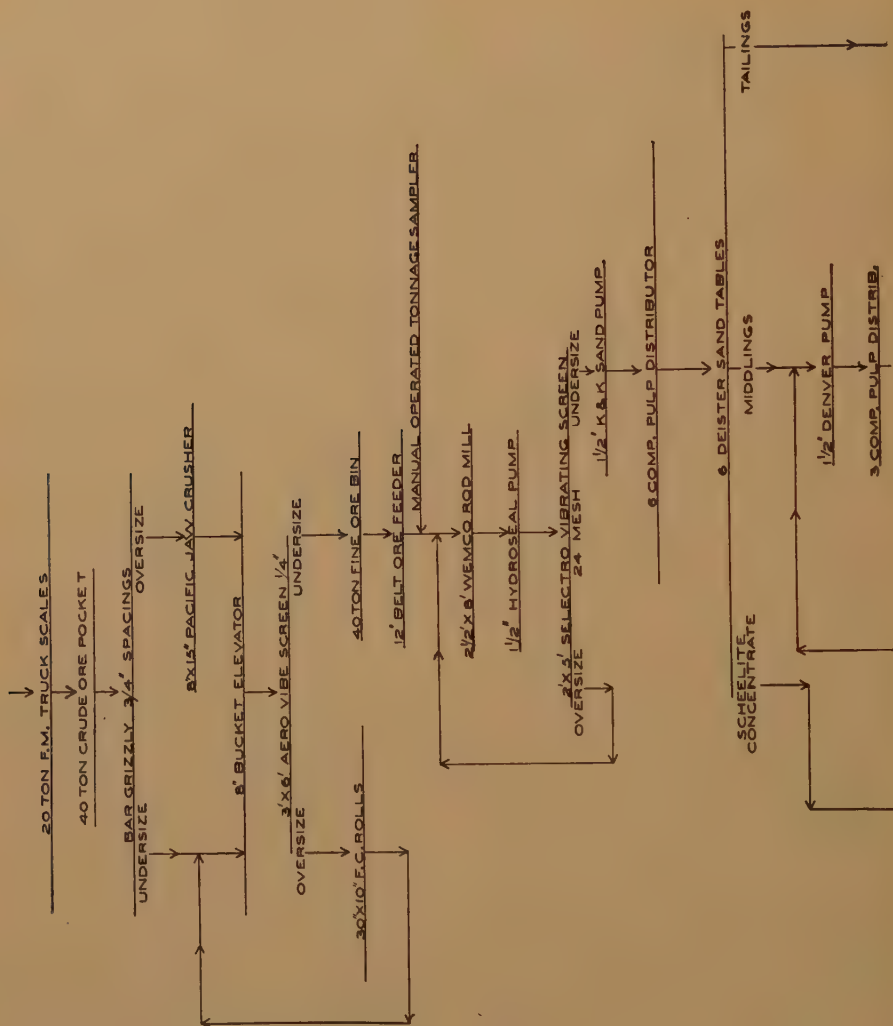 20 TON F.M. TRUCK SCALES
40 TON CRUDE ORE POCKET
BAR GRIZZLY 3/4" SPACINGS
UNDERSIZE
OVERSIZE
8"X15" PACIFIC JAW CRUSHER
8" BUCKET ELEVATOR
3'X6' AERO VIBE SCREEN 1/4"
OVERSIZE
UNDERSIZE
30"X10" F.C. ROLLS
40 TON FINE ORE BIN
12" BELT ORE FEEDER
MANUAL OPERATED TONNAGE SAMPLER
2 1/2' X 8' WEMCO ROD MILL
1 1/2" HYDROSEAL PUMP
2'X5' SELECTRO VIBRATING SCREEN
OVERSIZE
24 MESH
UNDERSIZE
1 1/2" K & K SAND PUMP
6 COMP. PULP DISTRIBUTOR
6 DEISTER SAND TABLES
SCHEELITE
CONCENTRATE
MIDDLINGS
TAILINGS
1 1/2" DENVER PUMP
3 COMP. PULP DISTRIB.